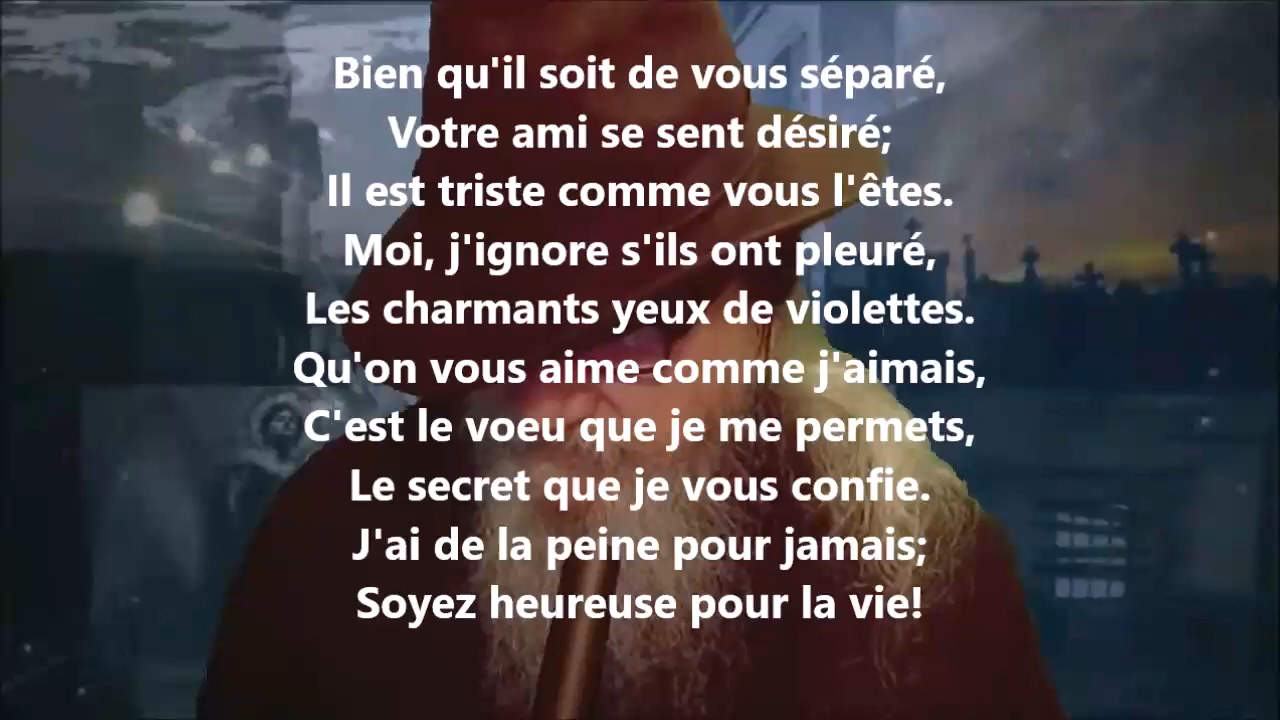 Bien qu'il soit de vous séparé,
Votre ami se sent désiré;
Il est triste comme vous l'êtes.
Moi, j'ignore s'ils ont pleuré,
Les charmants yeux de violettes.
Qu'on vous aime comme j'aimais,
C'est le voeu que je me permets,
Le secret que je vous confie.
J'ai de la peine pour jamais;
Soyez heureuse pour la vie!